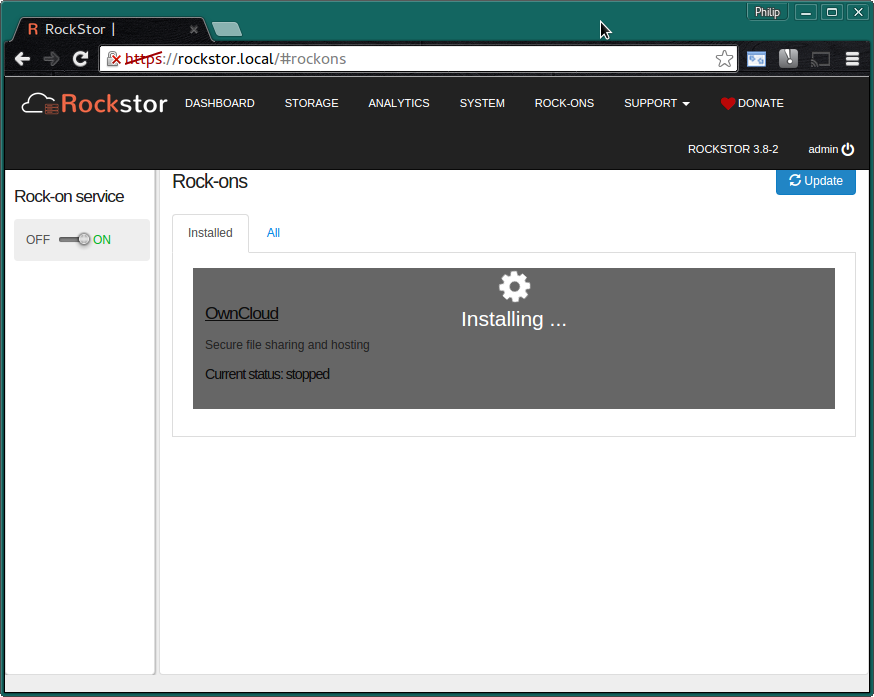 Philip
R RockStor |
https://rockstor.local/#rockons
Rockstor DASHBOARD STORAGE ANALYTICS SYSTEM ROCK-ONS SUPPORT DONATE
ROCKSTOR 3.8-2 admin
Rock-on service
OFF ON
Rock-ons
Update
Installed All
Installing ...
OwnCloud
Secure file sharing and hosting
Current status: stopped